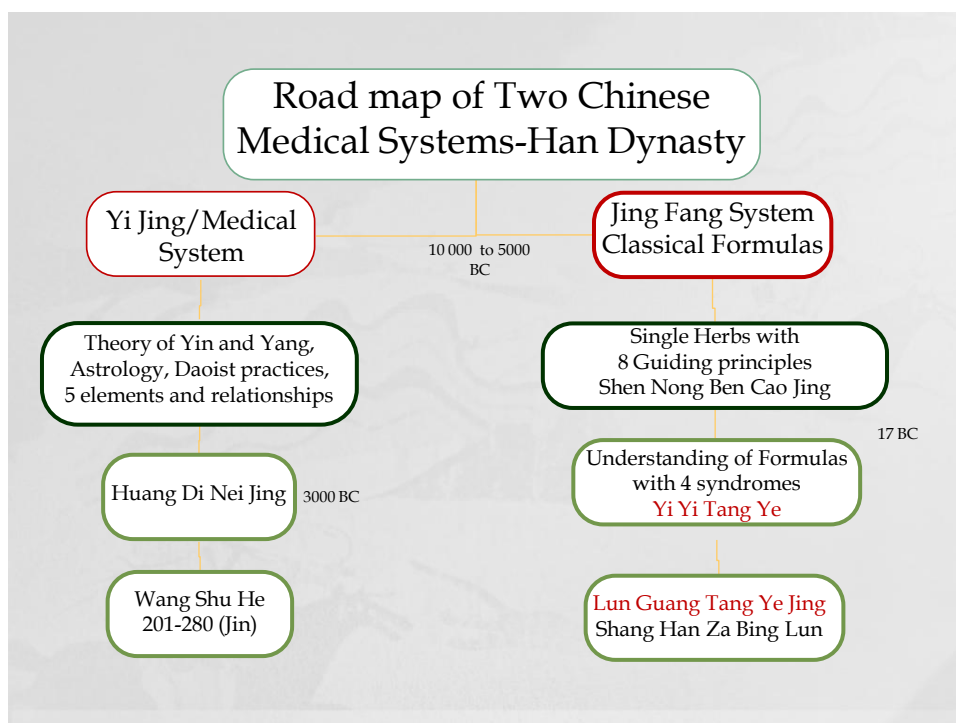 Road map of Two Chinese
Medical Systems-Han Dynasty
Yi Jing/Medical
System
10 000 to 5000
BC
Jing Fang System
Classical Formulas
Theory of Yin and Yang,
Astrology, Daoist practices,
5 elements and relationships
Single Herbs with
8 Guiding principles
Shen Nong Ben Cao Jing
17 BC
Huang Di Nei Jing
3000 BC
Understanding of Formulas
with 4 syndromes
Yi Yi Tang Ye
Wang Shu He
201-280 (Jin)
Lun Guang Tang Ye Jing
Shang Han Za Bing Lun